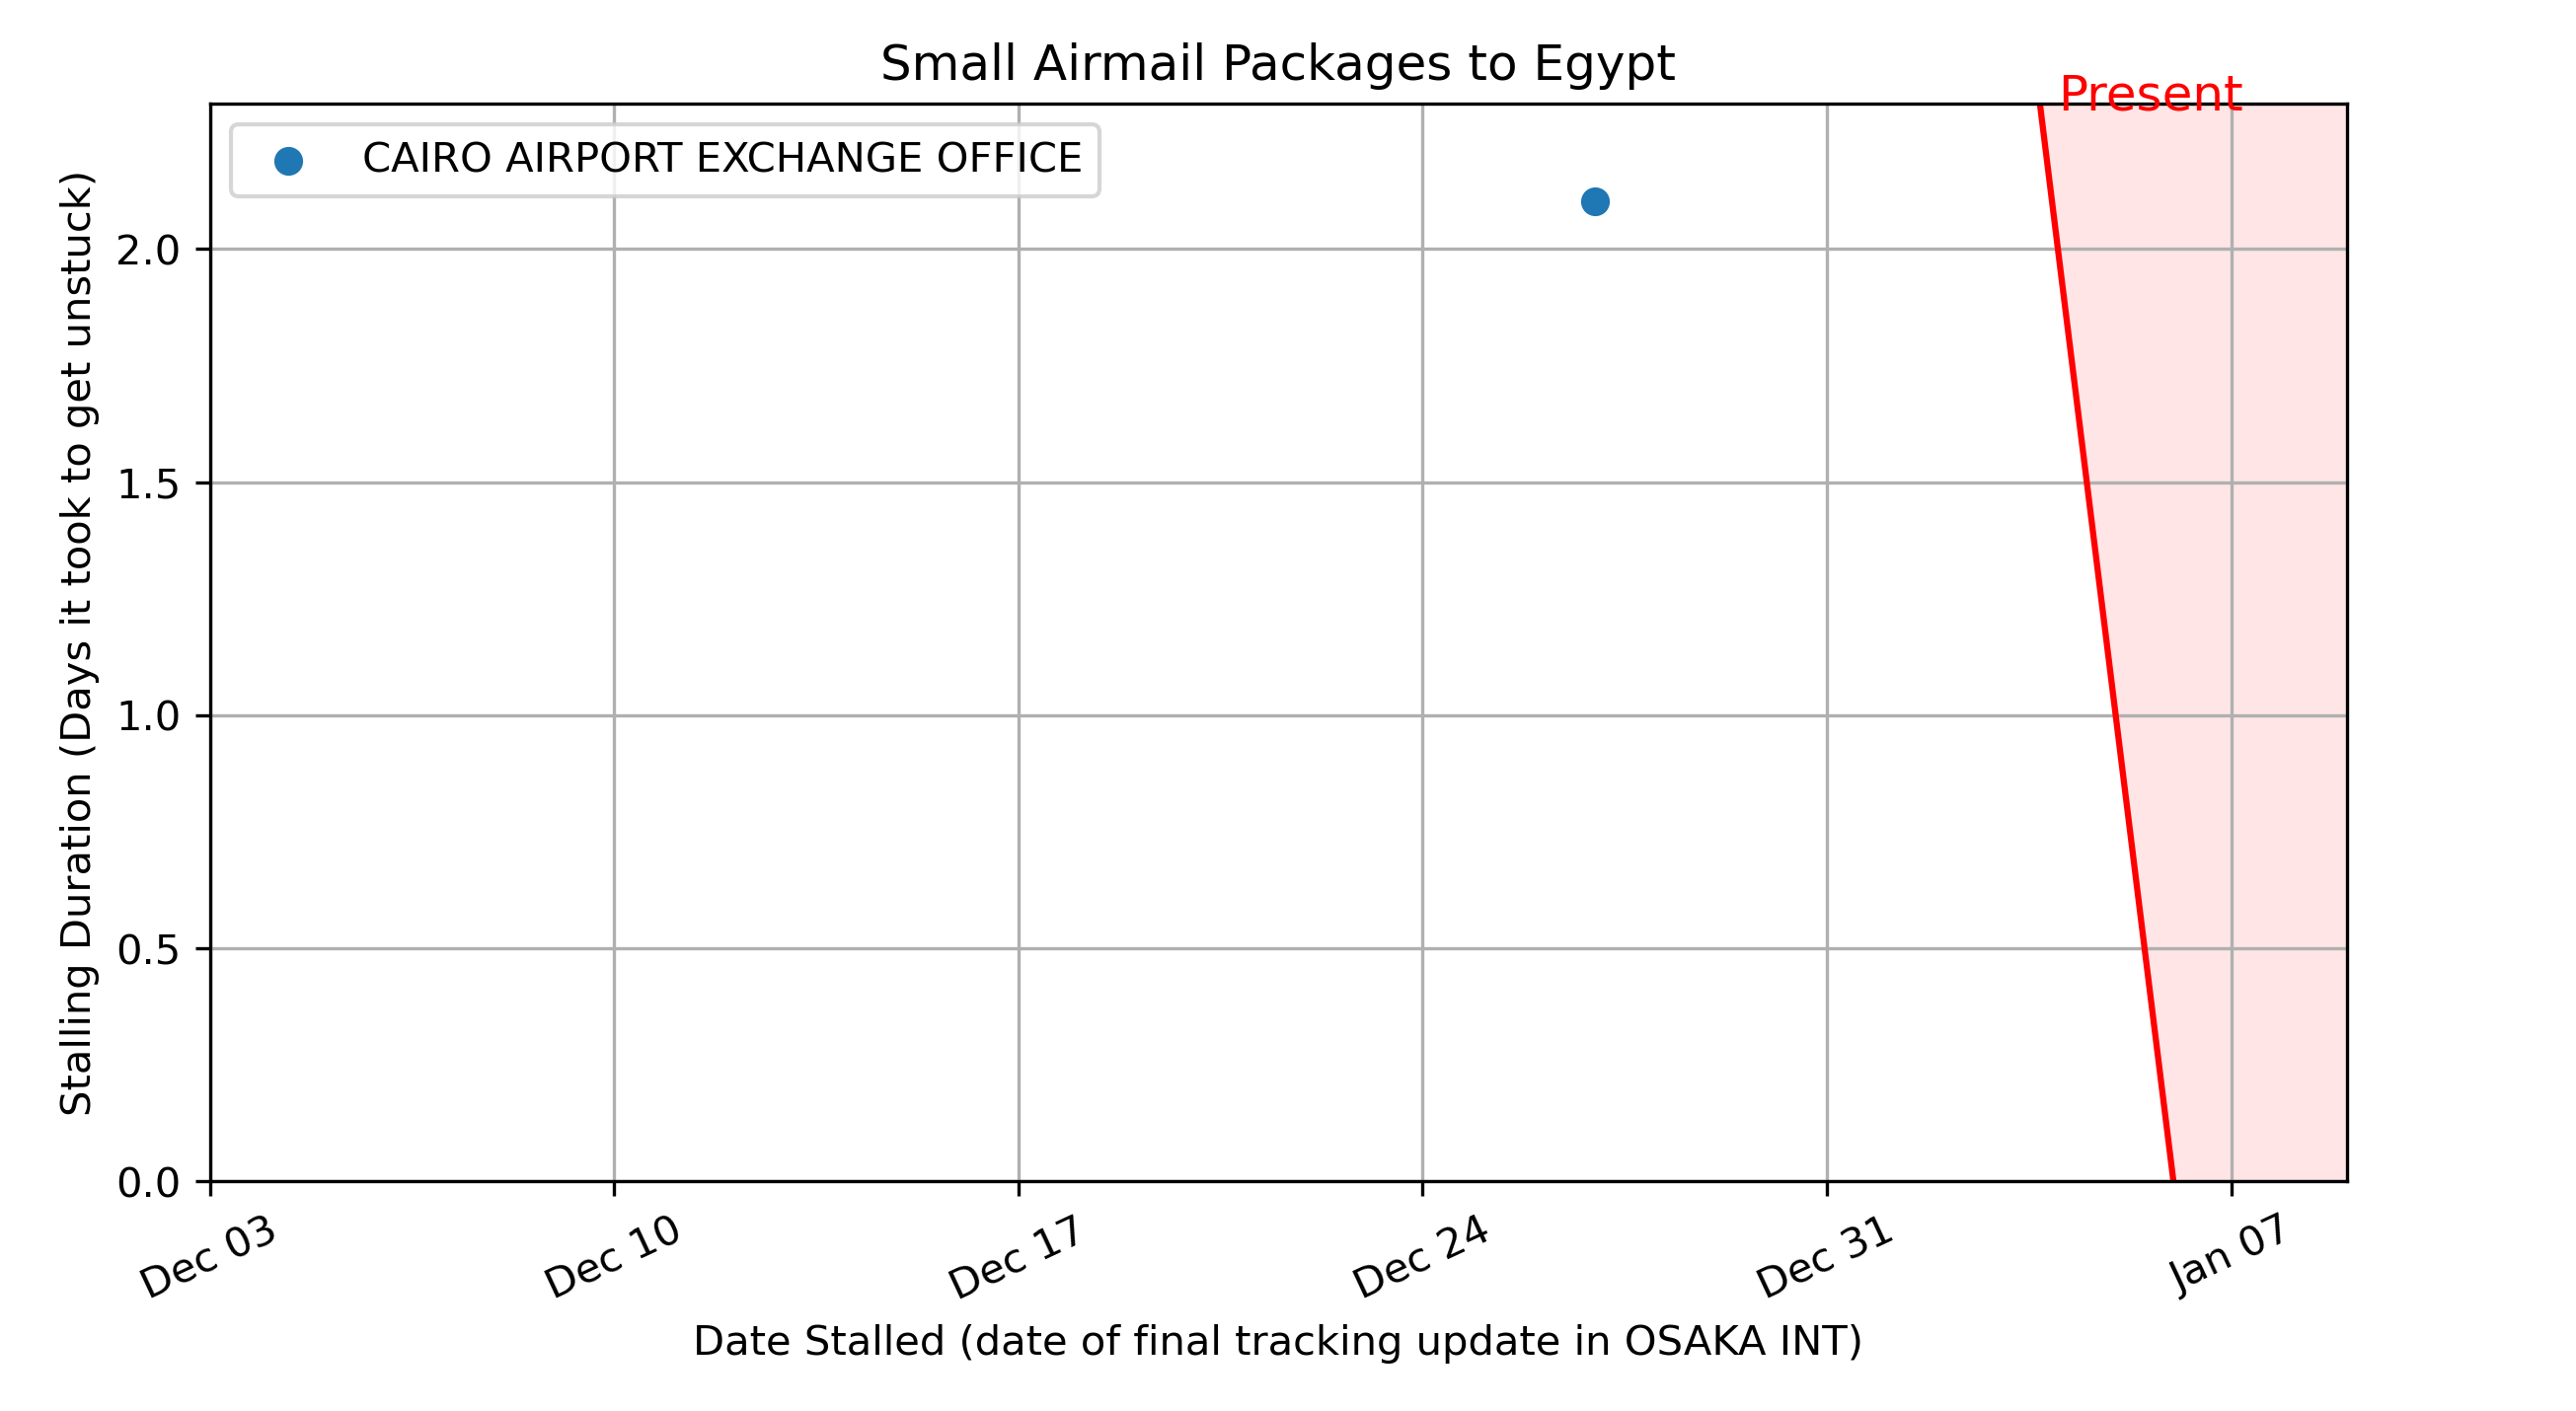 Small Airmail Packages to Egypt
Present
CAIRO AIRPORT EXCHANGE OFFICE
Stalling Duration (Days it took to get unstuck)
2.0
1.5
1.0
0.5
0.0
Dec 03
Dec 10
Dec 17
Dec 24
Dec 31
Jan 07
Date Stalled (date of final tracking update in OSAKA INT)